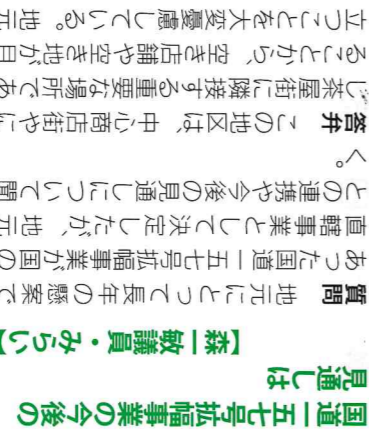 国道一五七号拡幅事業の今後の
見通しは
【森一敏議員・みらい】
質問　地元にとって長年の懸案で
あった国道一五七号拡幅事業が国の
直轄事業として決定したが、地元
との連携や今後の見通しについて聞
く。
答弁　この地区は、中心商店街やに
し茶屋街に隣接する重要な場所であ
ることから、空き店舗や空き地が目
立つことを大変憂慮している。地元